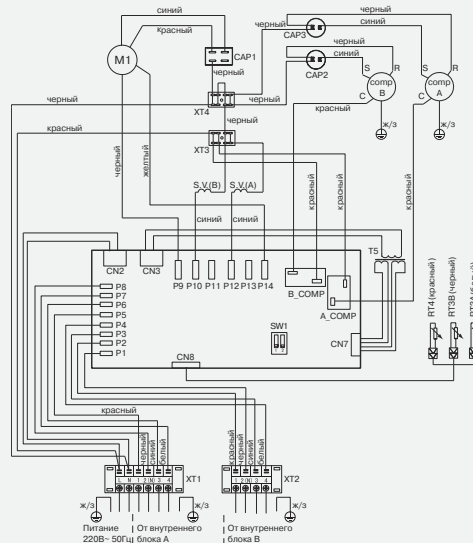 синий
красный
M1
CAP1
черный
черный
CAP3
синий
черный
черный
CAP2
синий
S
R
comp
B
C
S
R
comp
A
C
красный
ж/з
ж/з
черный
XT4
черный
черный
красный
XT3
черный
желтый
S.V.(B)
S.V.(A)
синий
синий
красный
красный
красный
T5
CN2
CN3
P9
P10
P11
P12
P13
P14
B_COMP
A_COMP
P8
P7
P6
P5
P4
P3
P2
P1
SW1
1 2
CN7
CN8
RT4 (красный)
RT3B (черный)
красный
черный
синий
белый
красный
черный
синий
белый
L N 1 2(N) 3 4
XT1
1 2(N) 3 4
XT2
ж/з
ж/з
ж/з
Питание
220В~ 50Гц
От внутреннего
блока А
От внутреннего
блока В